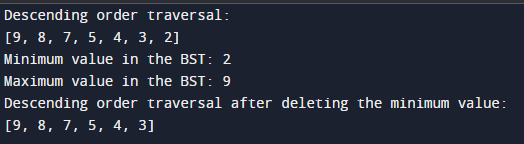 Descending order traversal:
[9, 8, 7, 5, 4, 3, 2]
Minimum value in the BST: 2
Maximum value in the BST: 9
Descending order traversal after deleting the minimum value:
[9, 8, 7, 5, 4, 3]